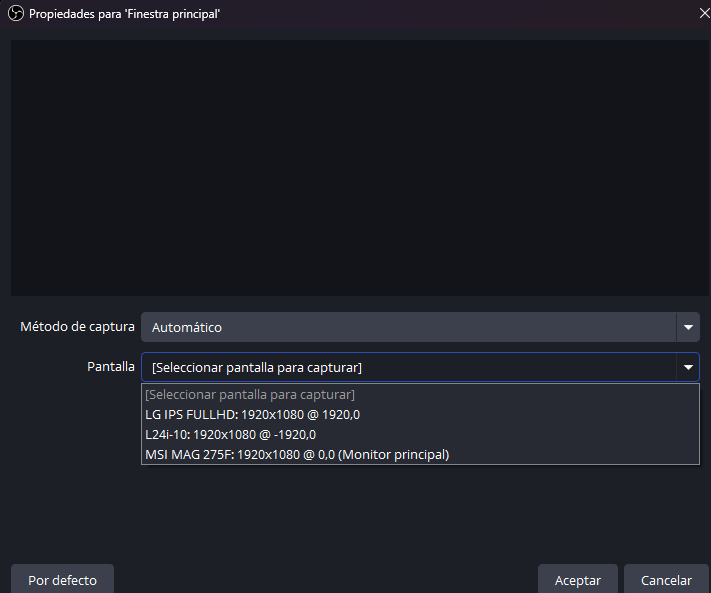 Propiedades para 'Finestra principal'
Método de captura Automático
Pantalla [Seleccionar pantalla para capturar]
[Seleccionar pantalla para capturar]
LG IPS FULLHD: 1920x1080 @ 1920,0
L24i-10: 1920x1080 @ -1920,0
MSI MAG 275F: 1920x1080 @ 0,0 (Monitor principal)
Por defecto Aceptar Cancelar